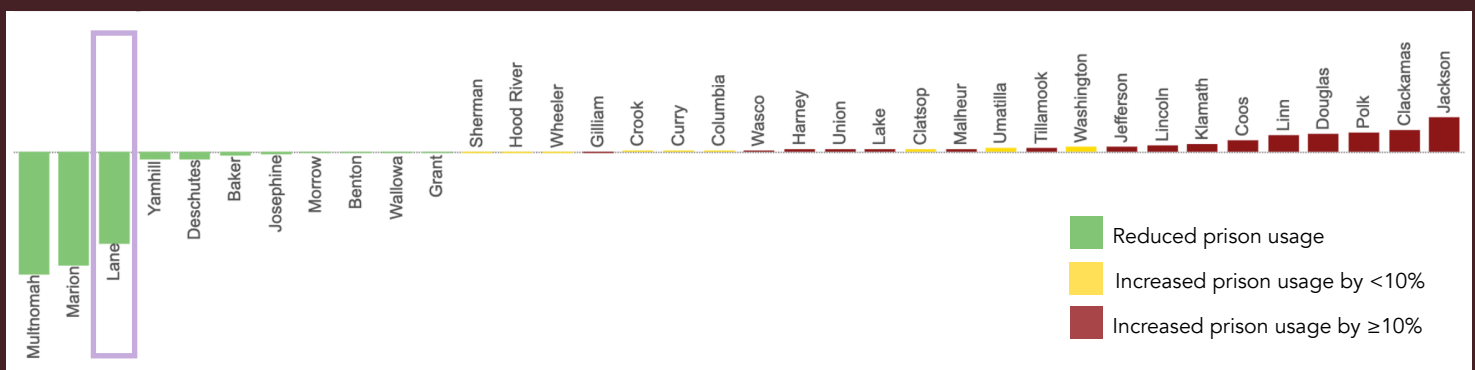 Multnomah
Marion
Lane
Yamhill
Deschutes
Baker
Josephine
Morrow
Benton
Wallowa
Grant
Sherman
Hood River
Wheeler
Gilliam
Crook
Curry
Columbia
Wasco
Harney
Union
Lake
Clatsop
Malheur
Umatilla
Tillamook
Washington
Jefferson
Lincoln
Klamath
Coos
Linn
Douglas
Polk
Clackamas
Jackson
Reduced prison usage
Increased prison usage by <10%
Increased prison usage by ≥10%